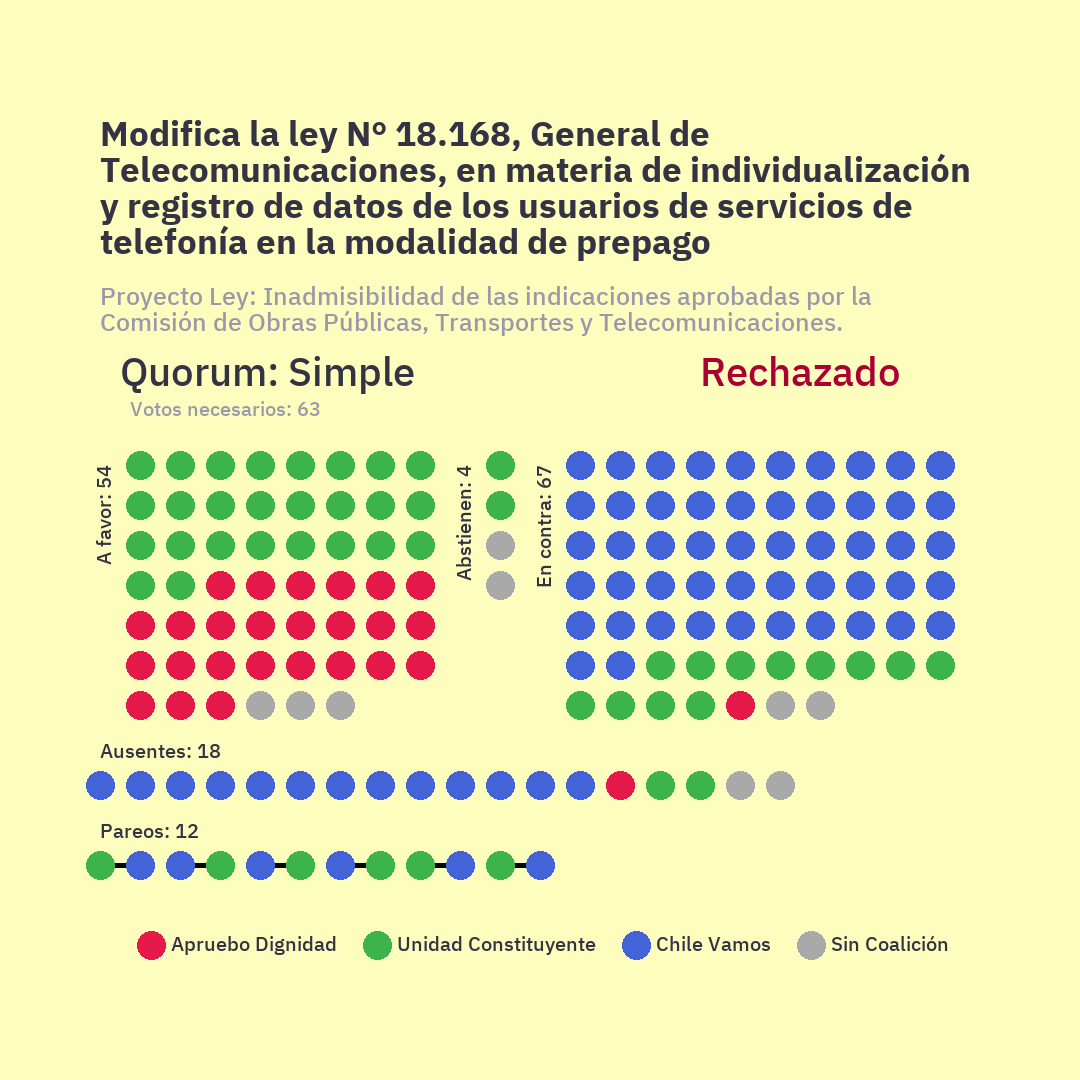 Modifica la ley Nº 18.168, General de
Telecomunicaciones, en materia de individualización
y registro de datos de los usuarios de servicios de
telefonía en la modalidad de prepago
Proyecto Ley: Inadmisibilidad de las indicaciones aprobadas por la
Comisión de Obras Públicas, Transportes y Telecomunicaciones.
Quorum: Simple
Rechazado
Votos necesarios: 63
A favor: 54
Abstienen: 4
En contra: 67
Ausentes: 18
Pareos: 12
Apruebo Dignidad
Unidad Constituyente
Chile Vamos
Sin Coalición